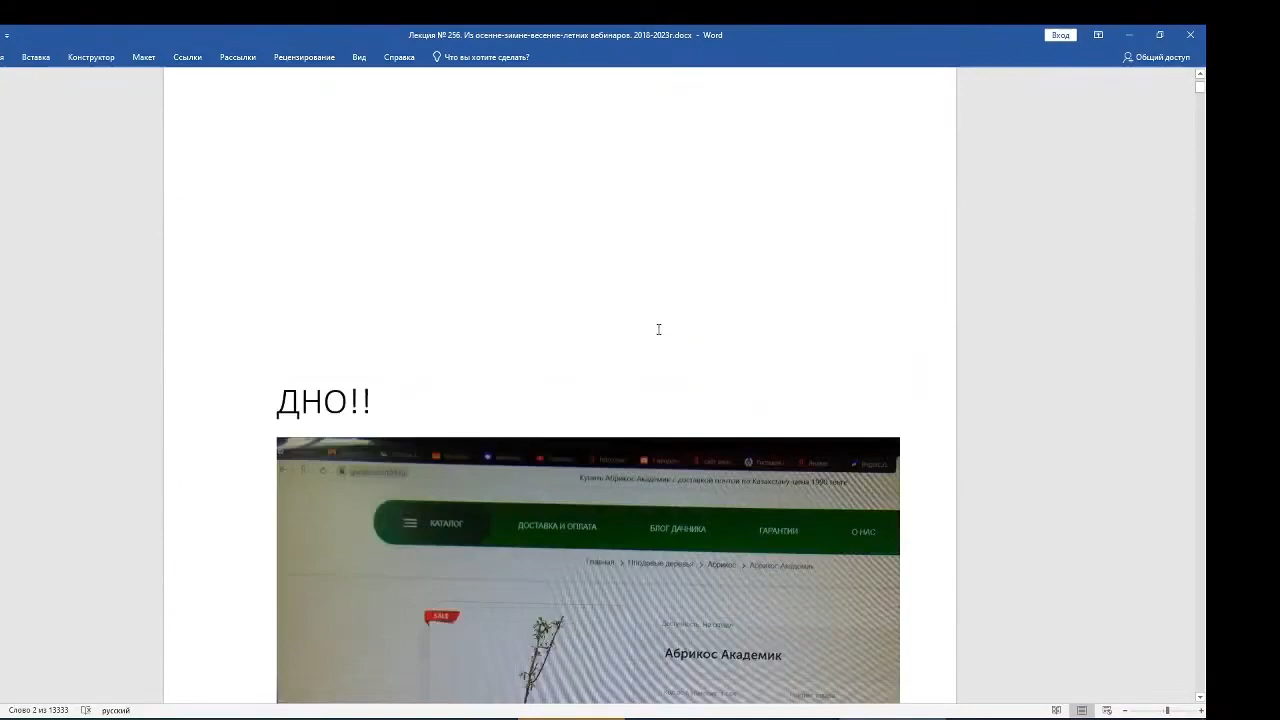 Лекция № 256. Из осенне-зимне-весенне-летних вебинаров. 2018-2023г.docx - Word
Вход
Вставка Конструктор Макет Ссылки Рассылки Рецензирование Вид Справка Что вы хотите сделать? Общий доступ
ДНО!!
Купить Абрикос Академик с доставкой почтой по Казахстану цена 1990 тенге
КАТАЛОГ ДОСТАВКА И ОПЛАТА БЛОГ ДАЧНИКА ГАРАНТИИ О НАС
Главная > Плодовые деревья > Абрикос > Абрикос Академик
SALE
Абрикос Академик
Слово 2 из 13333 русский